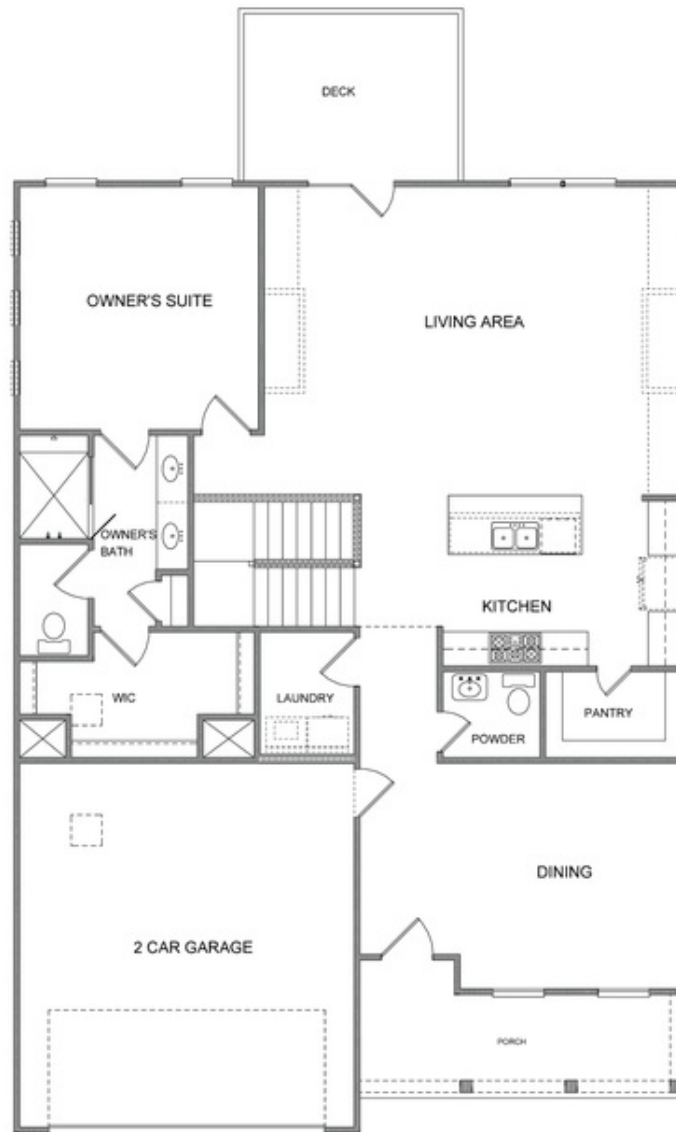 DECK
OWNER'S SUITE
LIVING AREA
OWNER'S
BATH
KITCHEN
WIC
LAUNDRY
POWDER
PANTRY
DINING
2 CAR GARAGE
PORCH